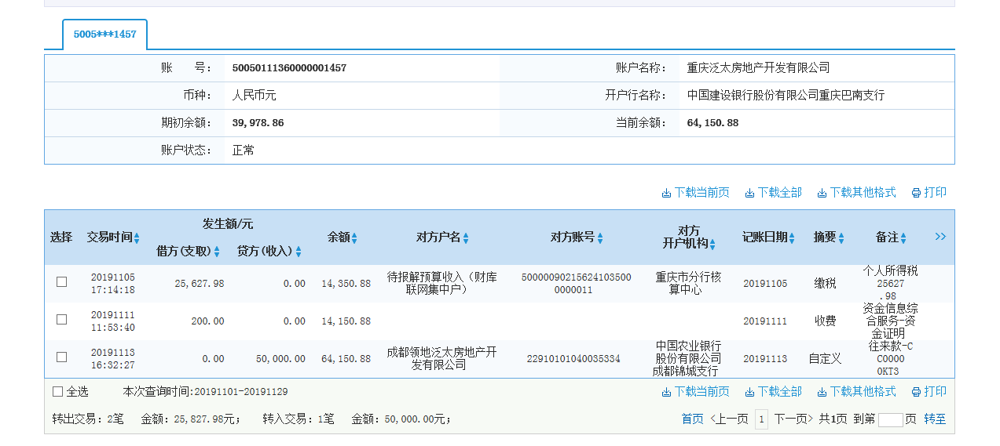 5005***1457
账 号： 50050111360000001457 账户名称： 重庆泛太房地产开发有限公司
币种： 人民币元 开户行名称： 中国建设银行股份有限公司重庆巴南支行
期初余额： 39,978.86 当前余额： 64,150.88
账户状态： 正常
下载当前页 下载全部 下载其他格式 打印
选择 交易时间 发生额/元 余额 对方户名 对方账号 对方 开户机构 记账日期 摘要 备注 >>
借方(支取) 贷方(收入)
20191105 17:14:18 25,627.98 0.00 14,350.88 待报解预算收入（财库联网集中户） 500000902156241035000000011 重庆市分行核算中心 20191105 缴税 个人所得税25627.98
20191111 11:53:40 200.00 0.00 14,150.88 20191111 收费 资金信息综合服务-资金证明
20191113 16:32:27 0.00 50,000.00 64,150.88 成都领地泛太房地产开发有限公司 22910101040035334 中国农业银行股份有限公司成都锦城支行 20191113 自定义 往来款-CC00000KT3
全选 本次查询时间:20191101-20191129 下载当前页 下载全部 下载其他格式 打印
转出交易：2笔 金额：25,827.98元； 转入交易：1笔 金额：50,000.00元； 首页 <上一页 1 下一页> 共1页 到第 页 转至